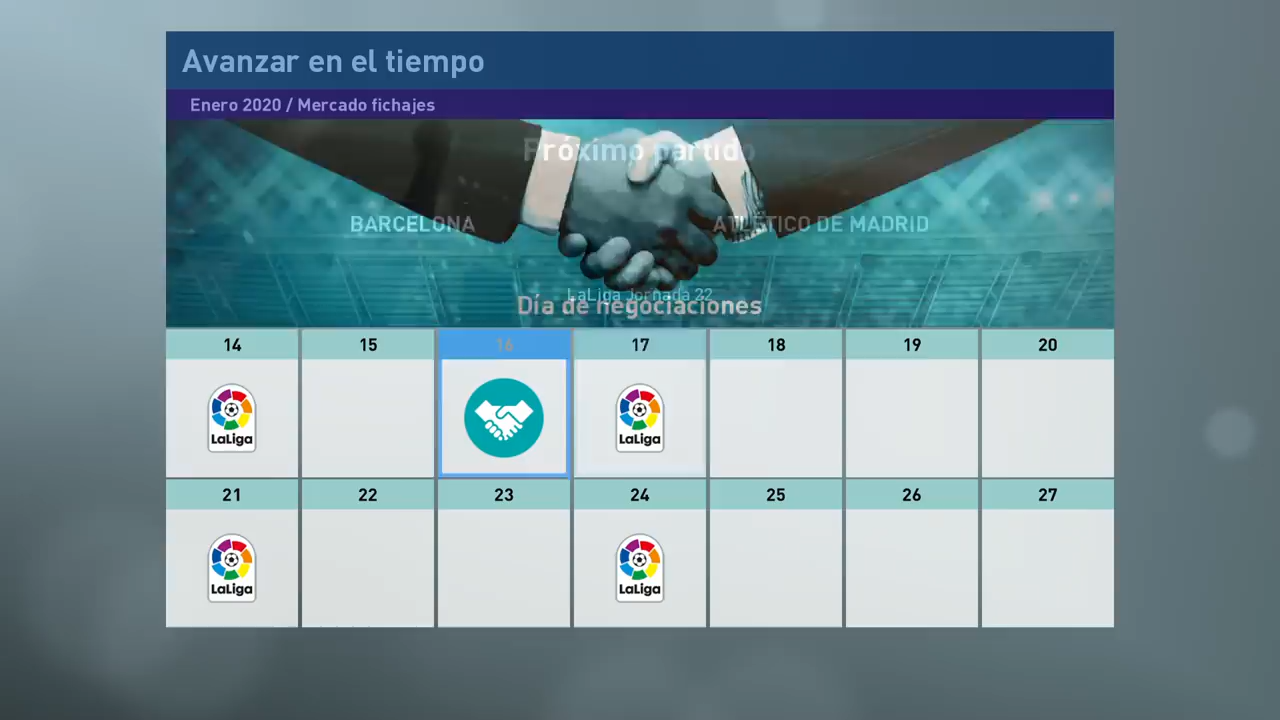 Avanzar en el tiempo
Enero 2020 / Mercado fichajes
Próximo partido
BARCELONA
ATLÉTICO DE MADRID
LaLiga Jornada 22
Día de negociaciones
14 15 16 17 18 19 20
LaLiga LaLiga
21 22 23 24 25 26 27
LaLiga LaLiga